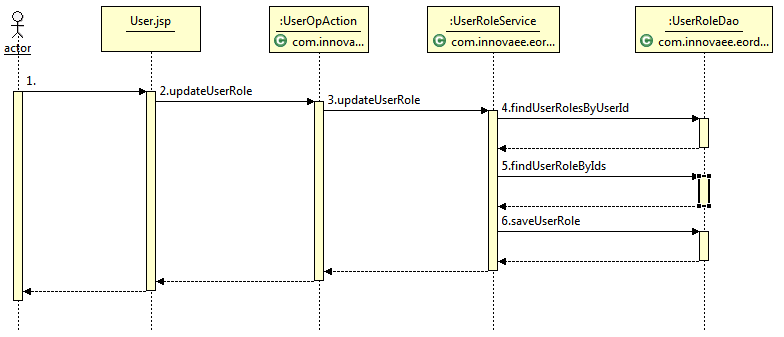 User.jsp
:UserOpAction
C com.innova...
:UserRoleService
C com.innovaee.eor...
:UserRoleDao
C com.innovaee.eord...
actor
1.
2.updateUserRole
3.updateUserRole
4.findUserRolesByUserId
5.findUserRoleByIds
6.saveUserRole